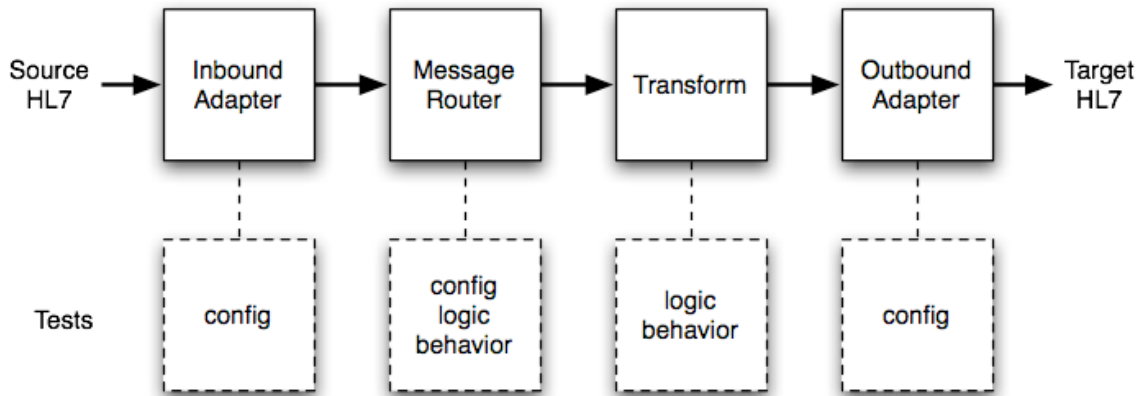 Source
HL7
Inbound
Adapter
Message
Router
Transform
Outbound
Adapter
Target
HL7
Tests
config
config
logic
behavior
logic
behavior
config